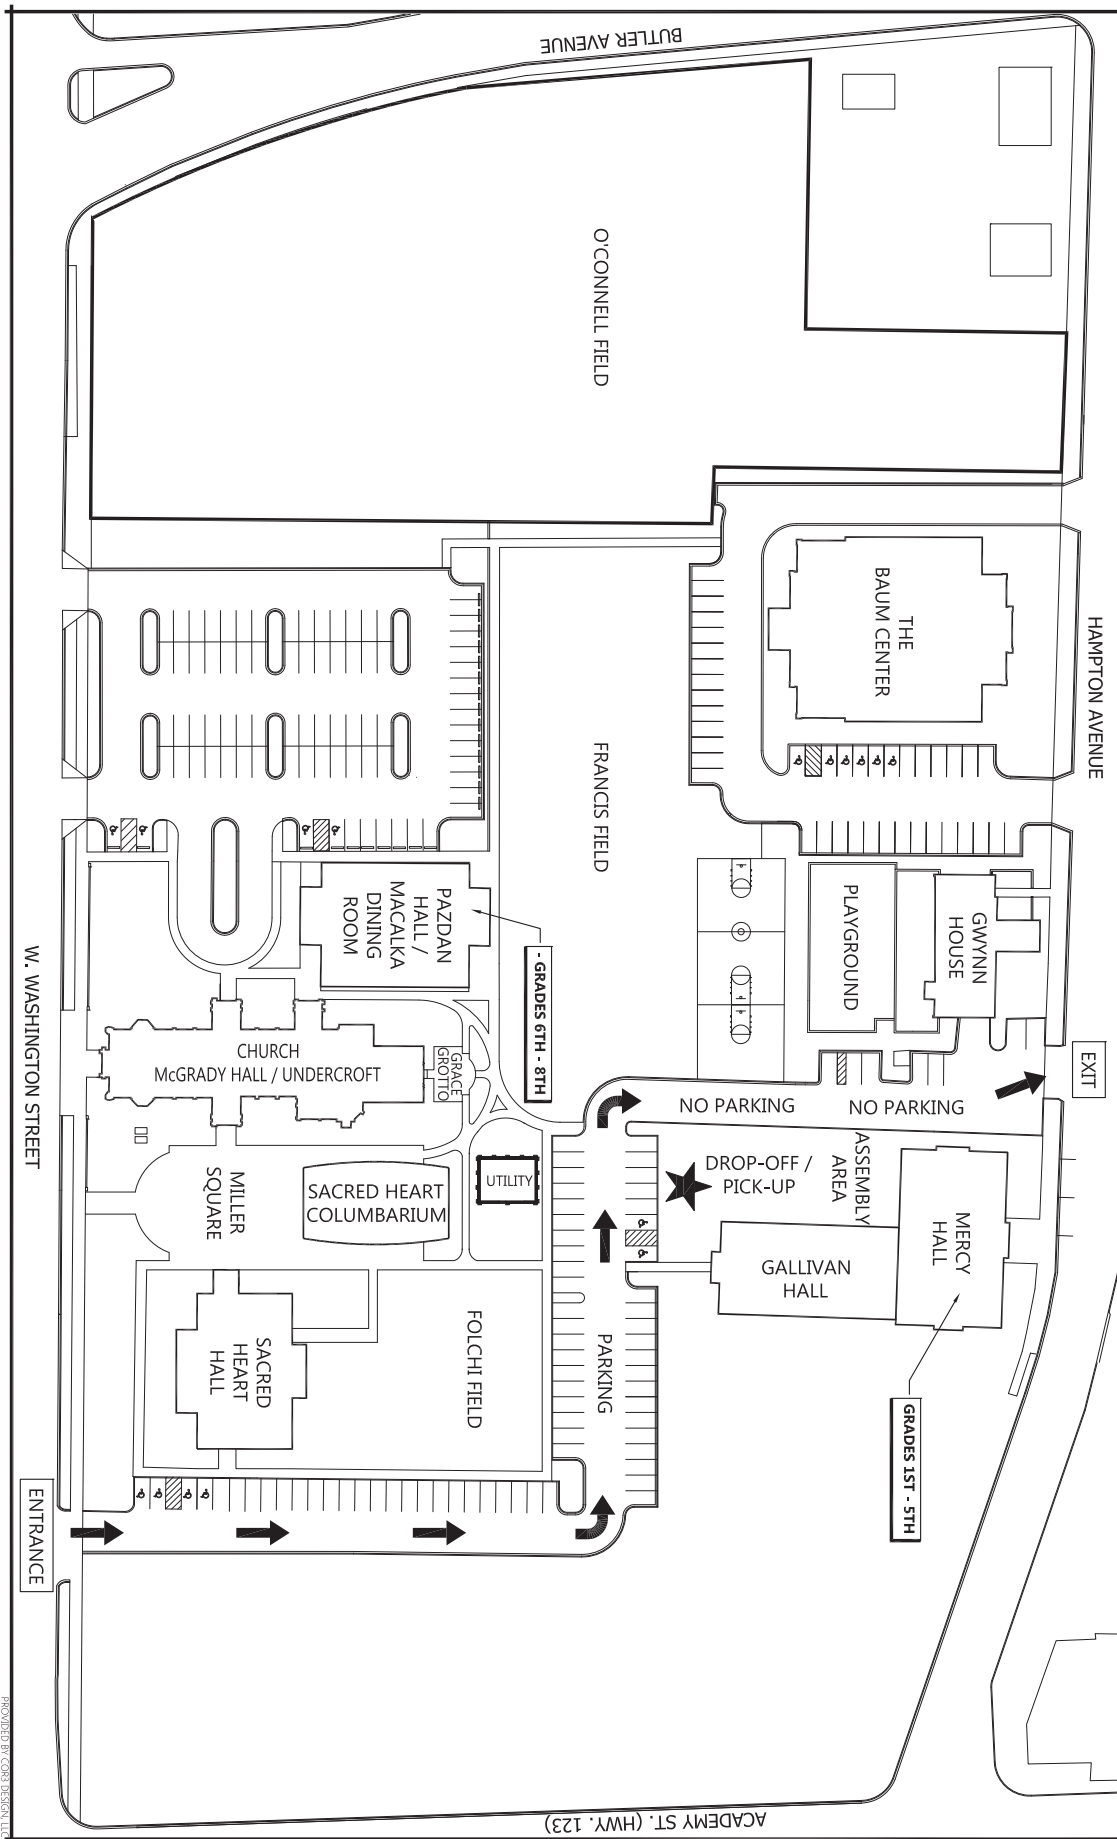 BUTLER AVENUE
O'CONNELL FIELD
HAMPTON AVENUE
THE
BAUM CENTER
FRANCIS FIELD
PLAYGROUND
GWYNN
HOUSE
EXIT
PAZDAN
HALL /
MACALKA
DINING
ROOM
- GRADES 6TH - 8TH
W. WASHINGTON STREET
CHURCH
McGRADY HALL / UNDERCROFT
GRACE
GROTTO
NO PARKING
NO PARKING
DROP-OFF /
PICK-UP
ASSEMBLY
AREA
MERCY
HALL
GALLIVAN
HALL
UTILITY
SACRED HEART
COLUMBARIUM
MILLER
SQUARE
SACRED
HEART
HALL
FOLCHI FIELD
PARKING
GRADES 1ST - 5TH
ENTRANCE
ACADEMY ST. (HWY. 123)
PROVIDED BY COR3 DESIGN, LLC